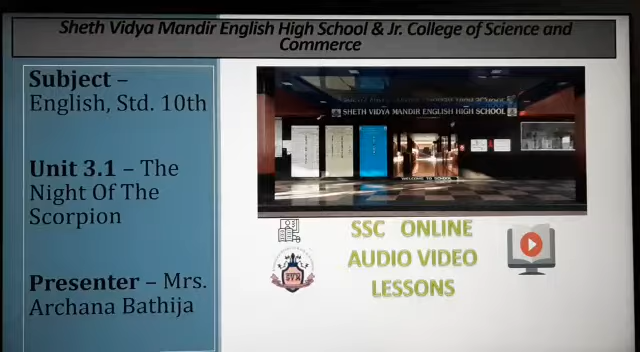 Sheth Vidya Mandir English High School & Jr. College of Science and
Commerce
Subject –
English, Std. 10th
Unit 3.1 – The
Night Of The
Scorpion
Presenter – Mrs.
Archana Bathija
SHETH VIDYA MANDIR ENGLISH HIGH SCHOOL
WELCOME TO SCHOOL
SSC ONLINE
AUDIO VIDEO
LESSONS
SVM